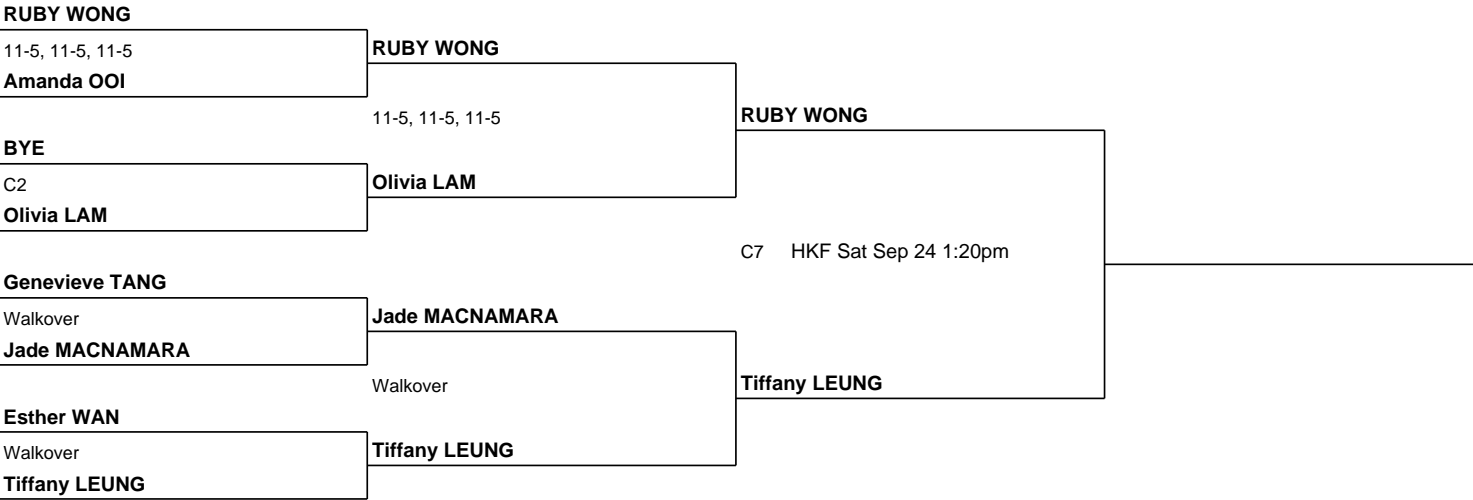 RUBY WONG
11-5, 11-5, 11-5
RUBY WONG
Amanda OOI
11-5, 11-5, 11-5
RUBY WONG
BYE
C2
Olivia LAM
Olivia LAM
C7 HKF Sat Sep 24 1:20pm
Genevieve TANG
Walkover
Jade MACNAMARA
Jade MACNAMARA
Walkover
Tiffany LEUNG
Esther WAN
Walkover
Tiffany LEUNG
Tiffany LEUNG